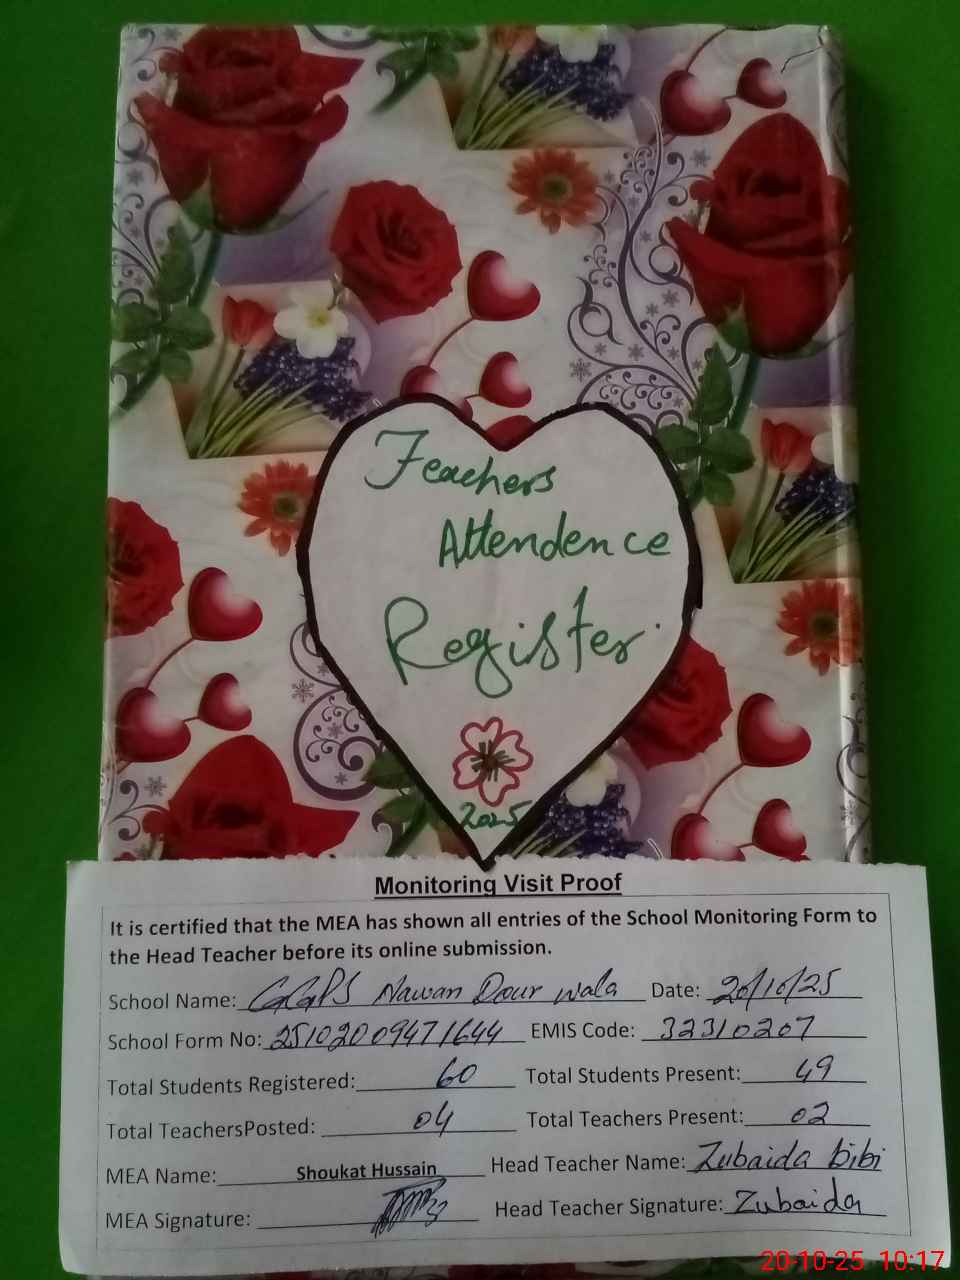 Teachers
Attendence
Register
2025
Monitoring Visit Proof
It is certified that the MEA has shown all entries of the School Monitoring Form to
the Head Teacher before its online submission.
School Name: GGPS Nawan Dour wala Date: 20/10/25
School Form No: 25102009471644 EMIS Code: 32310207
Total Students Registered: 60 Total Students Present: 49
Total TeachersPosted: 04 Total Teachers Present: 02
MEA Name: Shoukat Hussain Head Teacher Name: Zubaida bibi
MEA Signature: Head Teacher Signature: Zubaida
20-10-25 10:17